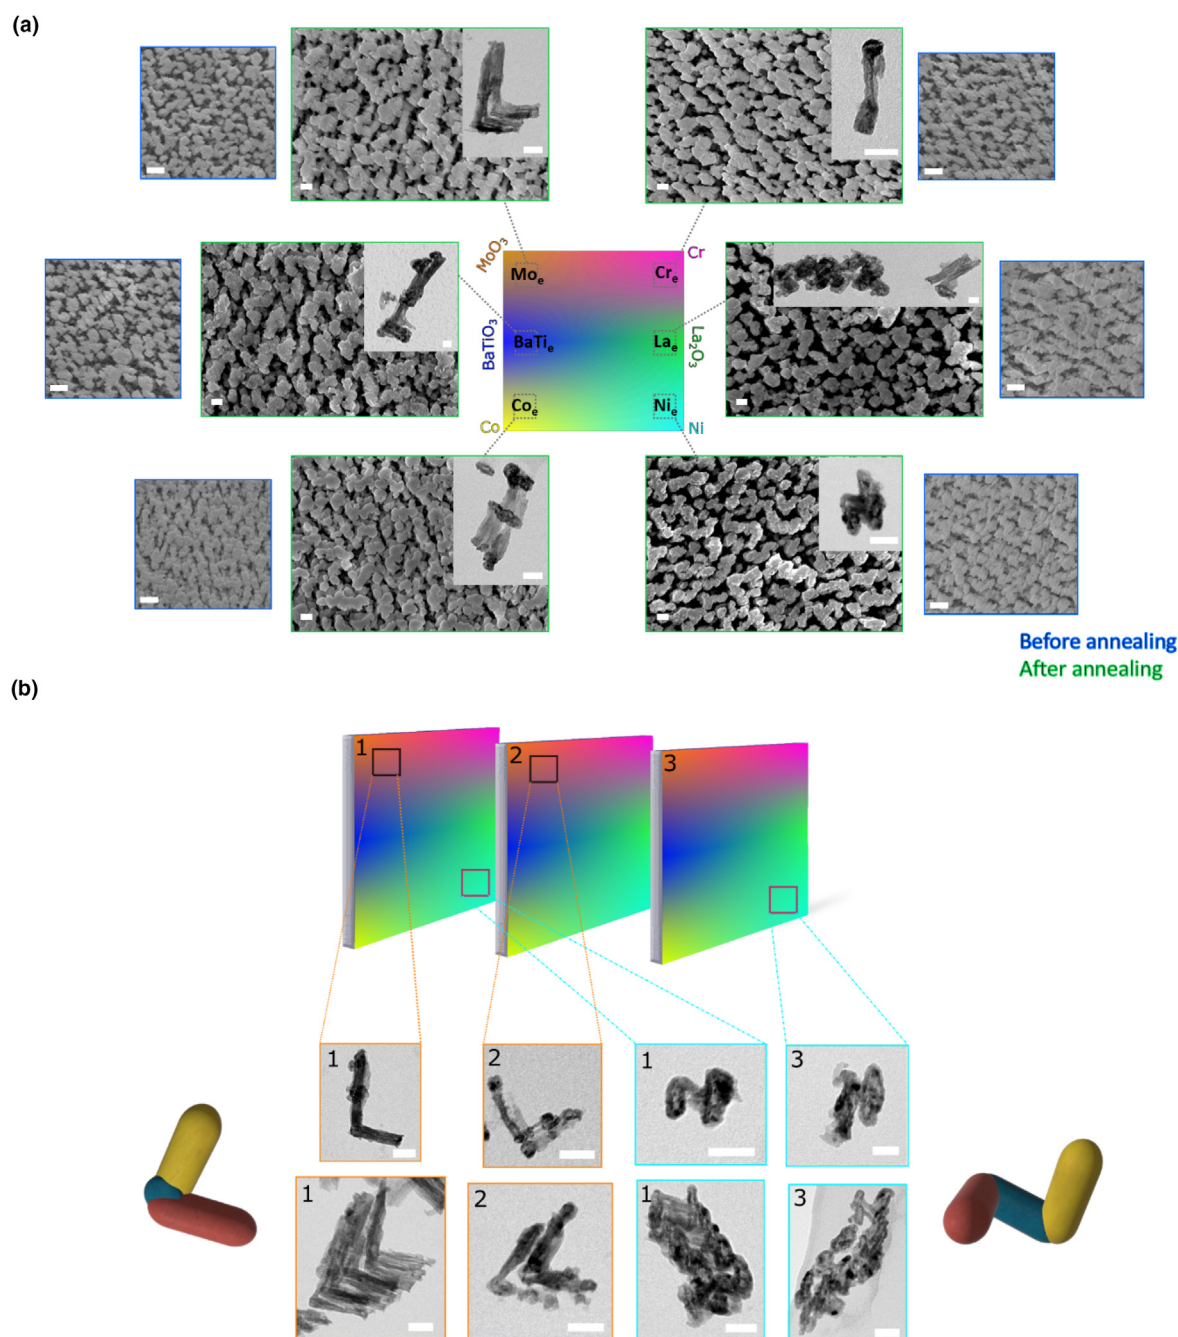 (a)
MoO₃
Cr
Moₑ
Crₑ
BaTiO₃
BaTiₑ
Laₑ
La₂O₃
Coₑ
Niₑ
Co
Ni
Before annealing
After annealing
(b)
1
2
3
1
2
1
3
1
2
1
3